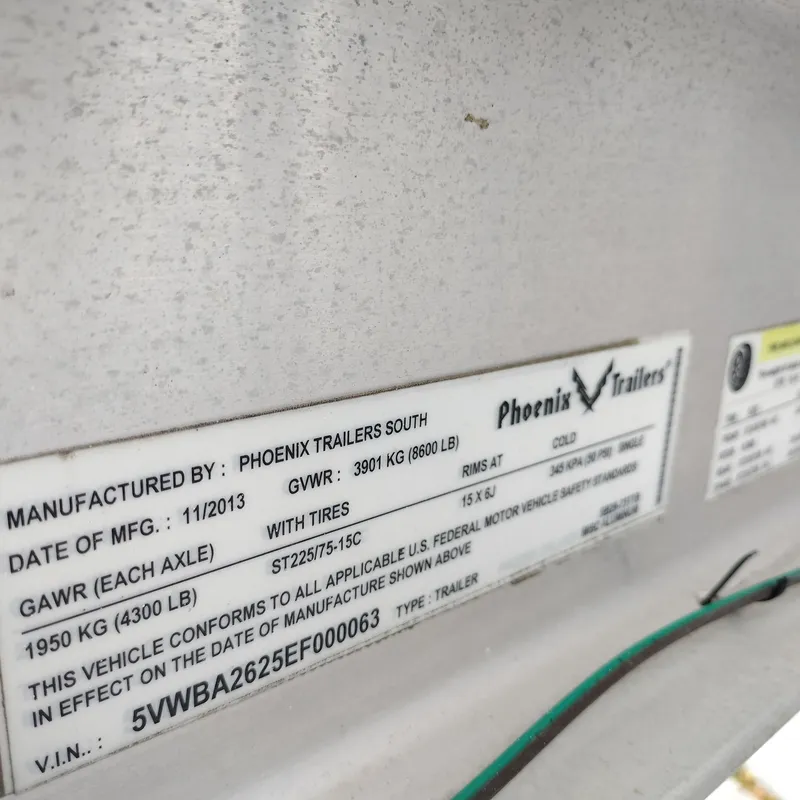 Phoenix Trailers
MANUFACTURED BY : PHOENIX TRAILERS SOUTH
DATE OF MFG. : 11/2013 GVWR : 3901 KG (8600 LB)
GAWR (EACH AXLE) WITH TIRES RIMS AT COLD
1950 KG (4300 LB) ST225/75-15C 15 X 6J 345 KPA (50 PSI) SINGLE
THIS VEHICLE CONFORMS TO ALL APPLICABLE U.S. FEDERAL MOTOR VEHICLE SAFETY STANDARDS
IN EFFECT ON THE DATE OF MANUFACTURE SHOWN ABOVE
V.I.N.. : 5VWBA2625EF000063 TYPE : TRAILER